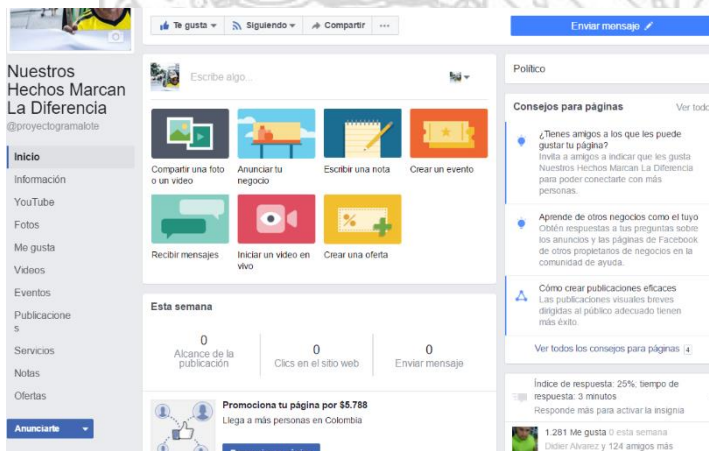 Te gusta
Siguiendo
Compartir
Enviar mensaje
Nuestros
Hechos Marcan
La Diferencia
@proyectogramalote
Inicio
Información
YouTube
Fotos
Me gusta
Videos
Eventos
Publicacione
s
Servicios
Notas
Ofertas
Anunciarte
Escribe algo...
Compartir una foto
o un video
Anunciar tu
negocio
Escribir una nota
Crear un evento
Recibir mensajes
Iniciar un video en
vivo
Crear una oferta
Esta semana
0
Alcance de la
publicación
0
Clics en el sitio web
0
Enviar mensaje
Promociona tu página por $5.788
Llega a más personas en Colombia
Político
Consejos para páginas
Ver todo
¿Tienes amigos a los que les puede
gustar tu página?
Invita a amigos a indicar que les gusta
Nuestros Hechos Marcan La Diferencia
para poder conectarte con más
personas.
Aprende de otros negocios como el tuyo
Obtén respuestas a tus preguntas sobre
los anuncios y las páginas de Facebook
de otros propietarios de negocios en la
comunidad de ayuda.
Cómo crear publicaciones eficaces
Las publicaciones visuales breves
dirigidas al público adecuado tienen
más éxito.
Ver todos los consejos para páginas 4
Índice de respuesta: 25%; tiempo de
respuesta: 3 minutos
Responde más para activar la insignia
1.281 Me gusta 0 esta semana
Didier Alvarez y 124 amigos más